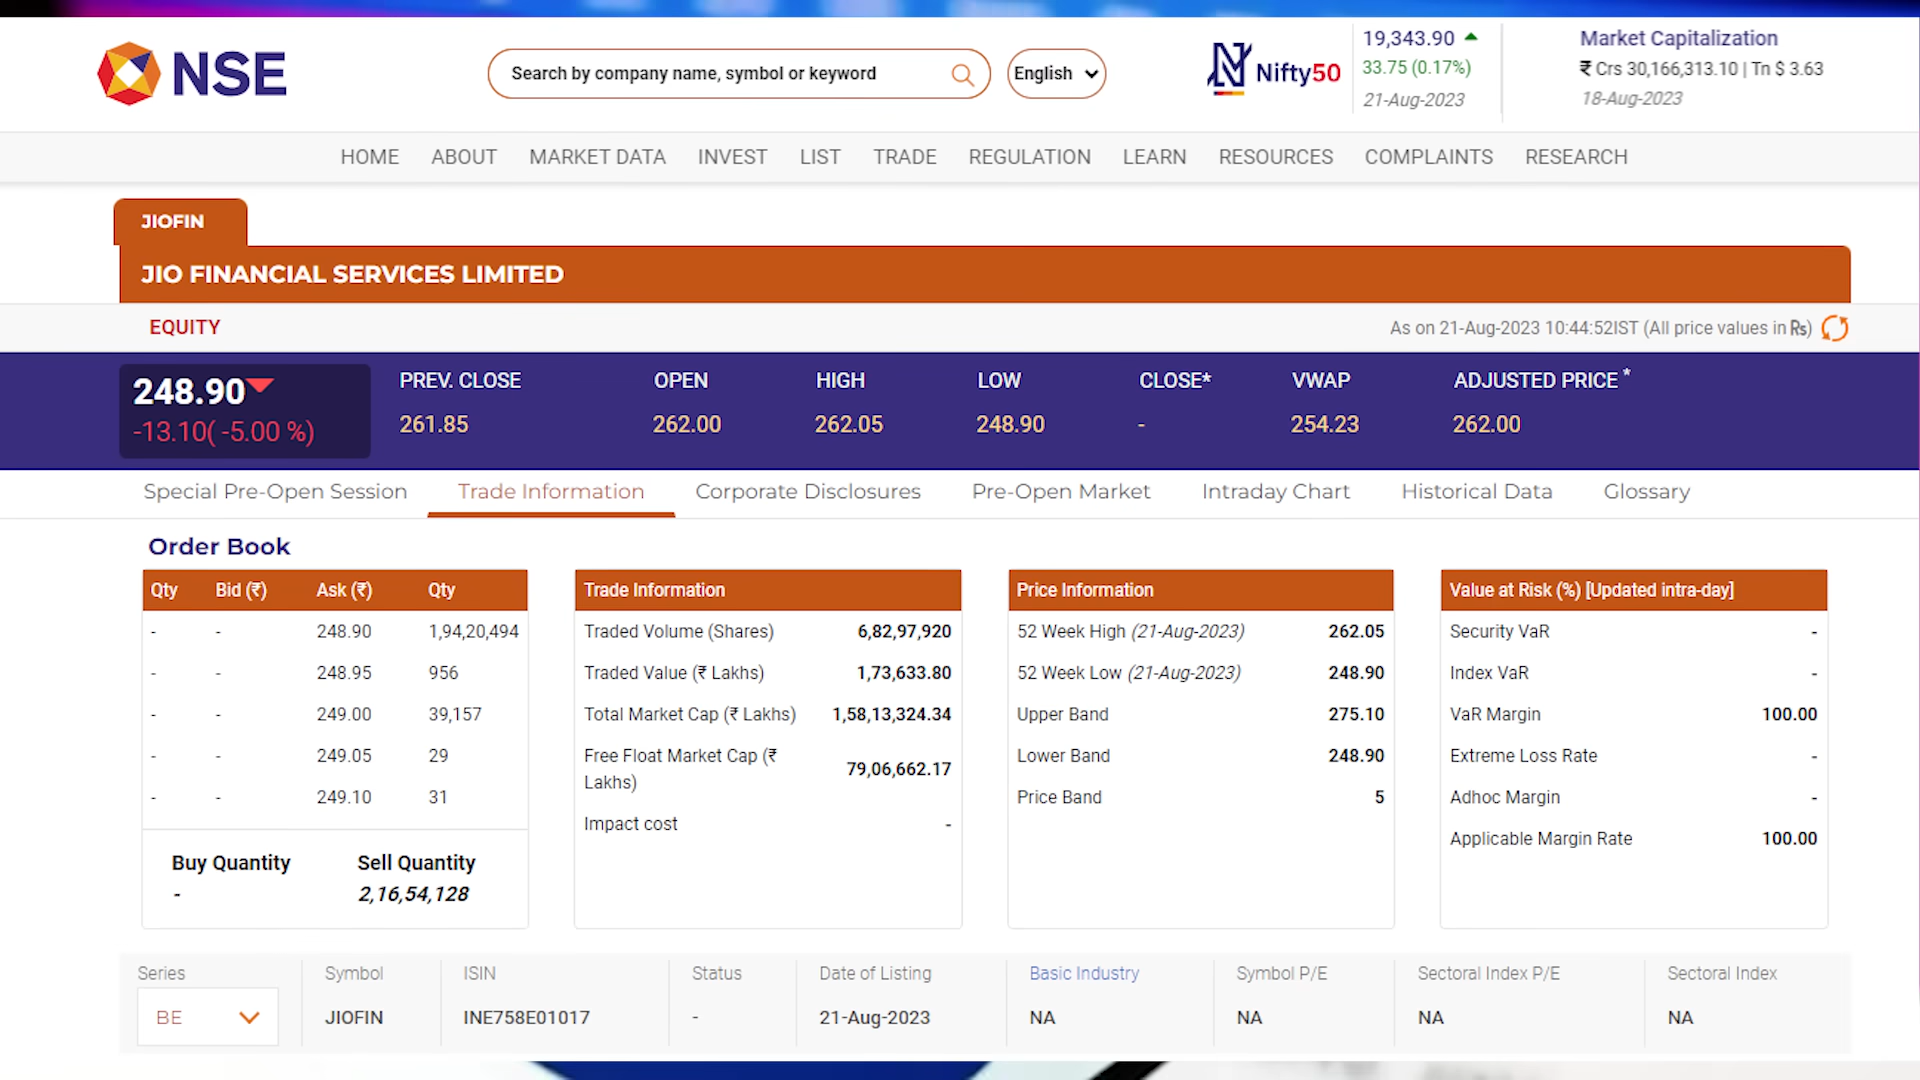 NSE
Search by company name, symbol or keyword
English
Nifty50
19,343.90
33.75 (0.17%)
21-Aug-2023
Market Capitalization
₹ Crs 30,166,313.10 | Tn $ 3.63
18-Aug-2023
HOME ABOUT MARKET DATA INVEST LIST TRADE REGULATION LEARN RESOURCES COMPLAINTS RESEARCH
JIOFIN
JIO FINANCIAL SERVICES LIMITED
EQUITY
As on 21-Aug-2023 10:44:52IST (All price values in ₨)
248.90
-13.10( -5.00 %)
PREV. CLOSE OPEN HIGH LOW CLOSE* VWAP ADJUSTED PRICE *
261.85 262.00 262.05 248.90 - 254.23 262.00
Special Pre-Open Session Trade Information Corporate Disclosures Pre-Open Market Intraday Chart Historical Data Glossary
Order Book
Qty Bid (₹) Ask (₹) Qty
- - 248.90 1,94,20,494
- - 248.95 956
- - 249.00 39,157
- - 249.05 29
- - 249.10 31
Buy Quantity Sell Quantity
- 2,16,54,128
Trade Information
Traded Volume (Shares) 6,82,97,920
Traded Value (₹ Lakhs) 1,73,633.80
Total Market Cap (₹ Lakhs) 1,58,13,324.34
Free Float Market Cap (₹
Lakhs) 79,06,662.17
Impact cost -
Price Information
52 Week High (21-Aug-2023) 262.05
52 Week Low (21-Aug-2023) 248.90
Upper Band 275.10
Lower Band 248.90
Price Band 5
Value at Risk (%) [Updated intra-day]
Security VaR -
Index VaR -
VaR Margin 100.00
Extreme Loss Rate -
Adhoc Margin -
Applicable Margin Rate 100.00
Series Symbol ISIN Status Date of Listing Basic Industry Symbol P/E Sectoral Index P/E Sectoral Index
BE JIOFIN INE758E01017 - 21-Aug-2023 NA NA NA NA